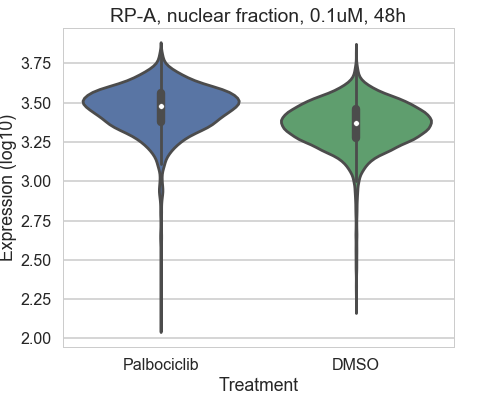 RP-A, nuclear fraction, 0.1uM, 48h
Expression (log10)
3.75
3.50
3.25
3.00
2.75
2.50
2.25
2.00
Palbociclib
DMSO
Treatment